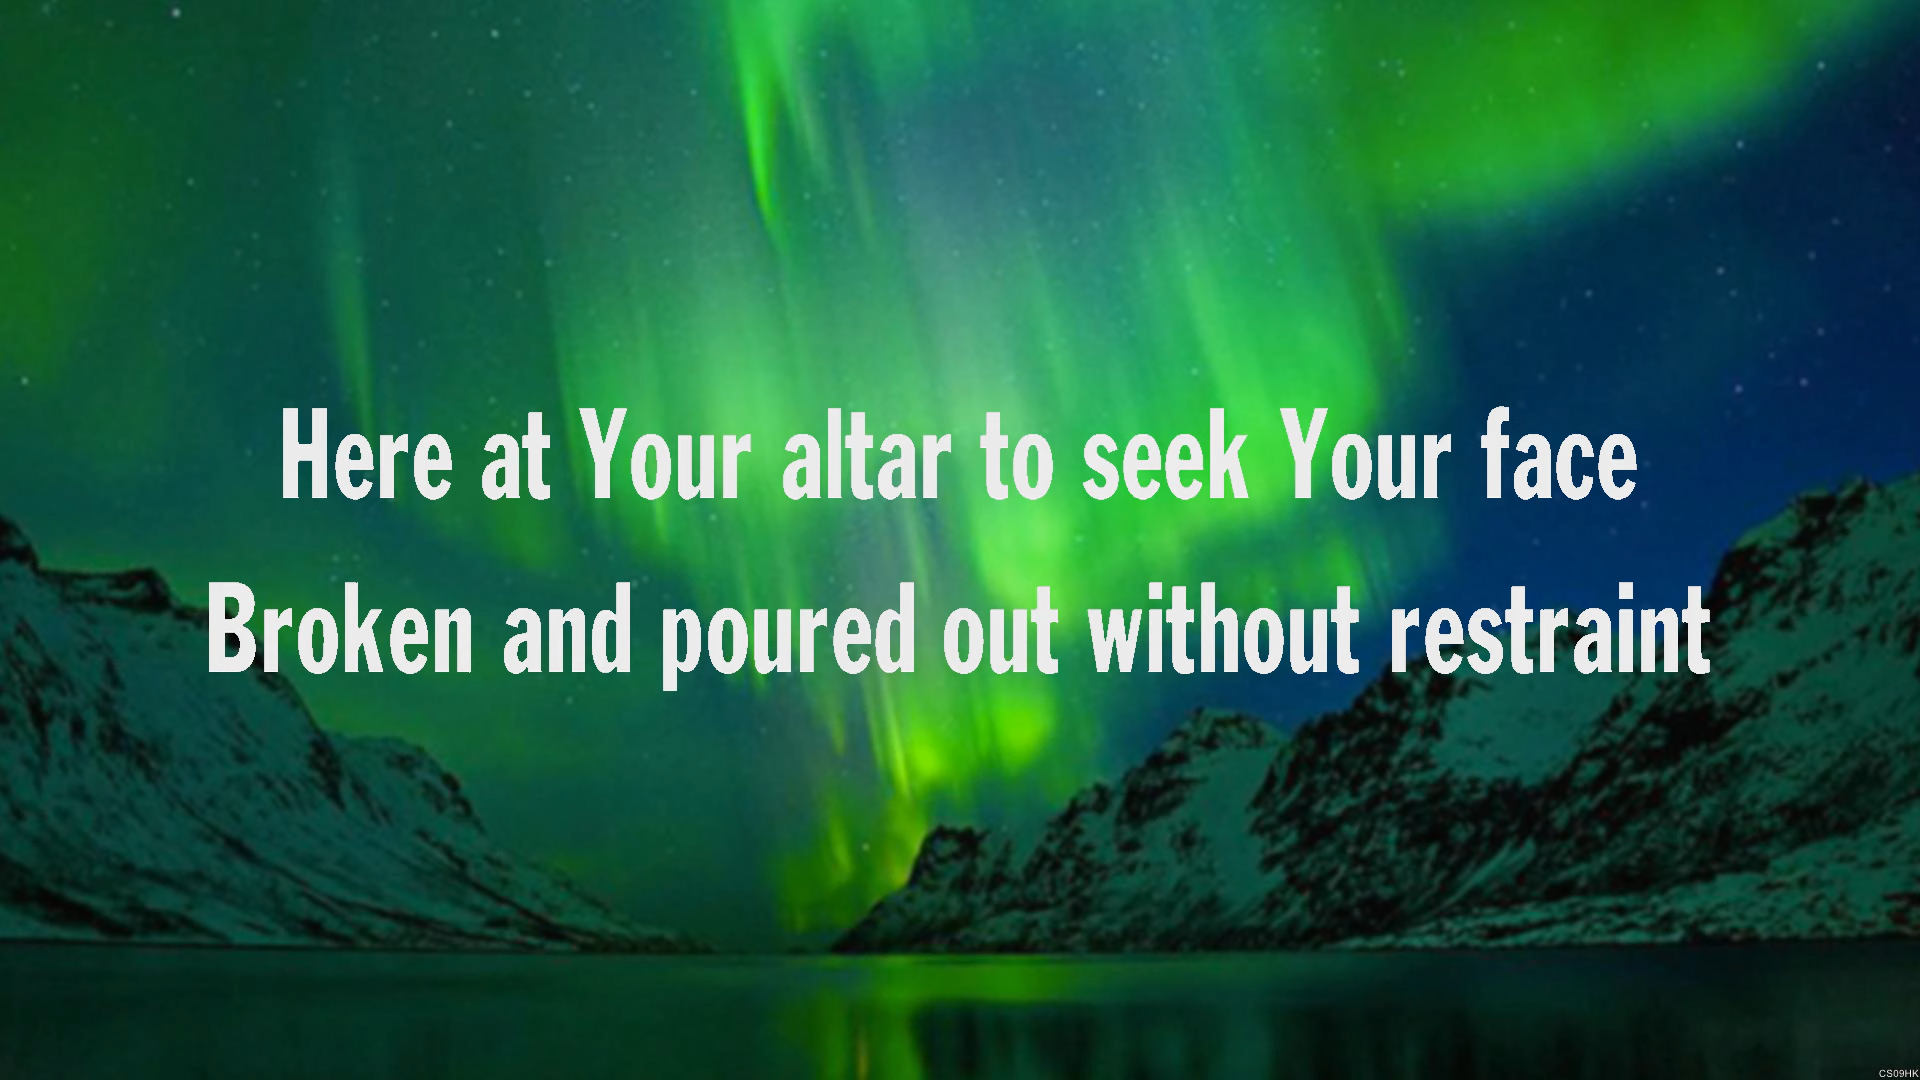 Here at Your altar to seek Your face
Broken and poured out without restraint
CS09HK